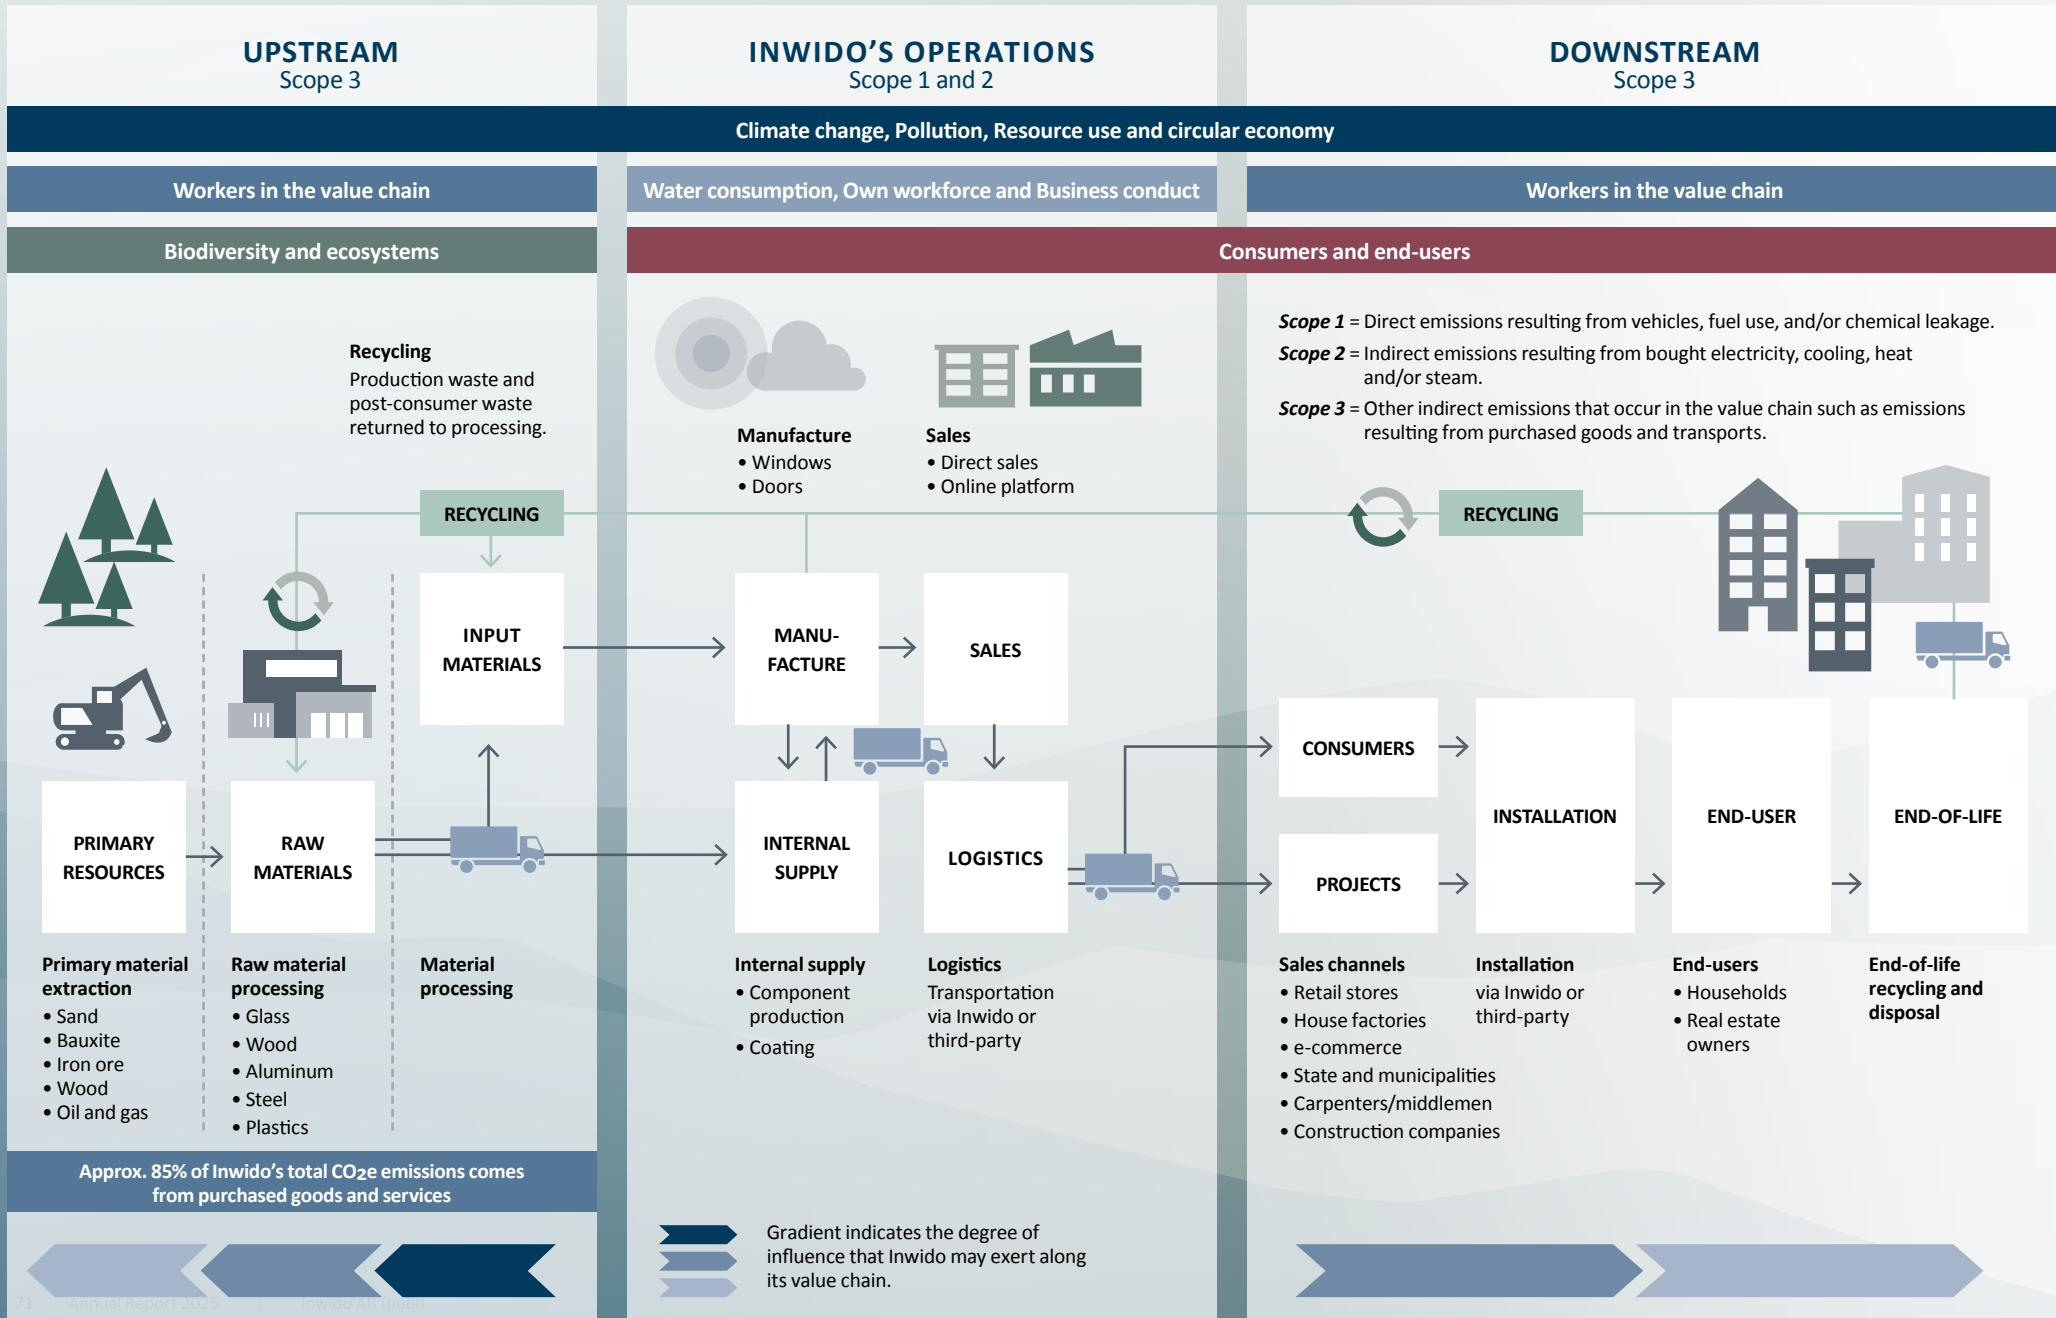 UPSTREAM
Scope 3
INWIDO’S OPERATIONS
Scope 1 and 2
DOWNSTREAM
Scope 3
Climate change, Pollution, Resource use and circular economy
Workers in the value chain
Water consumption, Own workforce and Business conduct
Workers in the value chain
Biodiversity and ecosystems
Consumers and end-users
Recycling
Production waste and
post-consumer waste
returned to processing.
Manufacture
• Windows
• Doors
Sales
• Direct sales
• Online platform
Scope 1 = Direct emissions resulting from vehicles, fuel use, and/or chemical leakage.
Scope 2 = Indirect emissions resulting from bought electricity, cooling, heat
and/or steam.
Scope 3 = Other indirect emissions that occur in the value chain such as emissions
resulting from purchased goods and transports.
RECYCLING
RECYCLING
INPUT
MATERIALS
MANU-
FACTURE
SALES
PRIMARY
RESOURCES
RAW
MATERIALS
INTERNAL
SUPPLY
LOGISTICS
CONSUMERS
PROJECTS
INSTALLATION
END-USER
END-OF-LIFE
Primary material
extraction
• Sand
• Bauxite
• Iron ore
• Wood
• Oil and gas
Raw material
processing
• Glass
• Wood
• Aluminum
• Steel
• Plastics
Material
processing
Internal supply
• Component
production
• Coating
Logistics
Transportation
via Inwido or
third-party
Sales channels
• Retail stores
• House factories
• e-commerce
• State and municipalities
• Carpenters/middlemen
• Construction companies
Installation
via Inwido or
third-party
End-users
• Households
• Real estate
owners
End-of-life
recycling and
disposal
Approx. 85% of Inwido’s total CO2e emissions comes
from purchased goods and services
Gradient indicates the degree of
influence that Inwido may exert along
its value chain.
71 Annual Report 2025 | Inwido AB (publ)